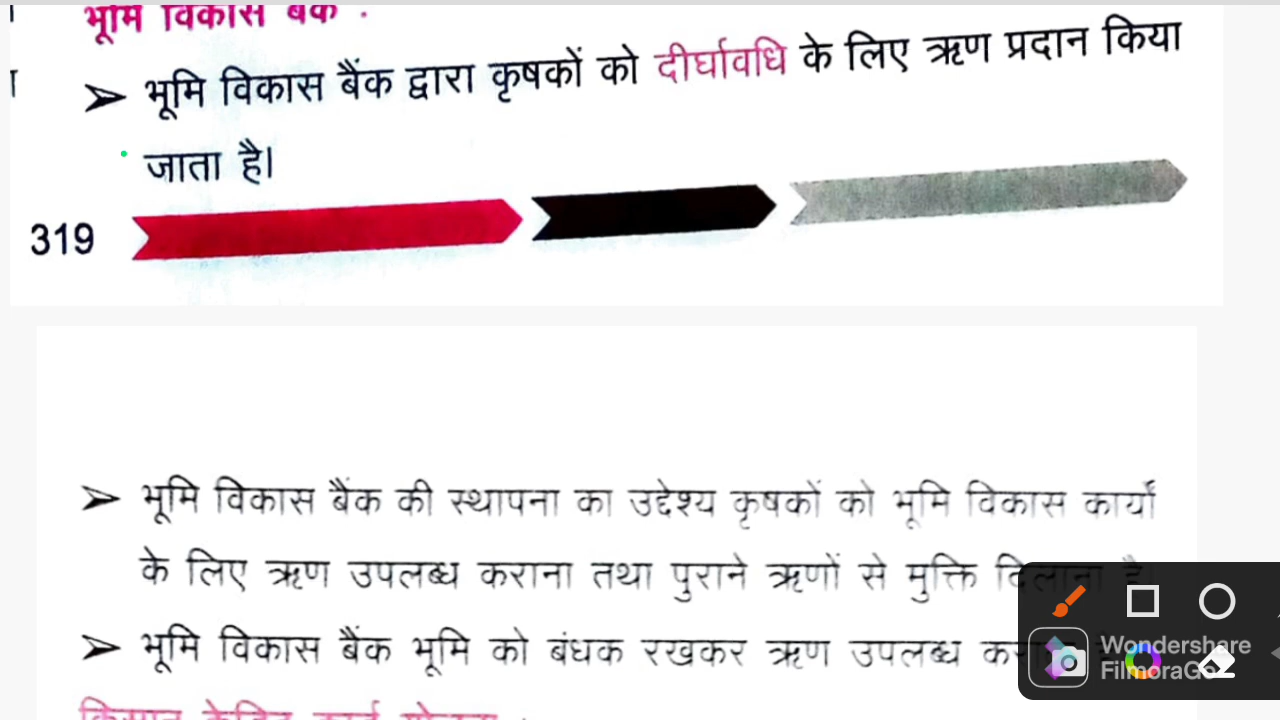 भूमि विकास बैंक :
➢ भूमि विकास बैंक द्वारा कृषकों को दीर्घावधि के लिए ऋण प्रदान किया
जाता है।
319
➢ भूमि विकास बैंक की स्थापना का उद्देश्य कृषकों को भूमि विकास कार्यों
के लिए ऋण उपलब्ध कराना तथा पुराने ऋणों से मुक्ति दिलाना है।
➢ भूमि विकास बैंक भूमि को बंधक रखकर ऋण उपलब्ध
Wondershare
FilmoraGo